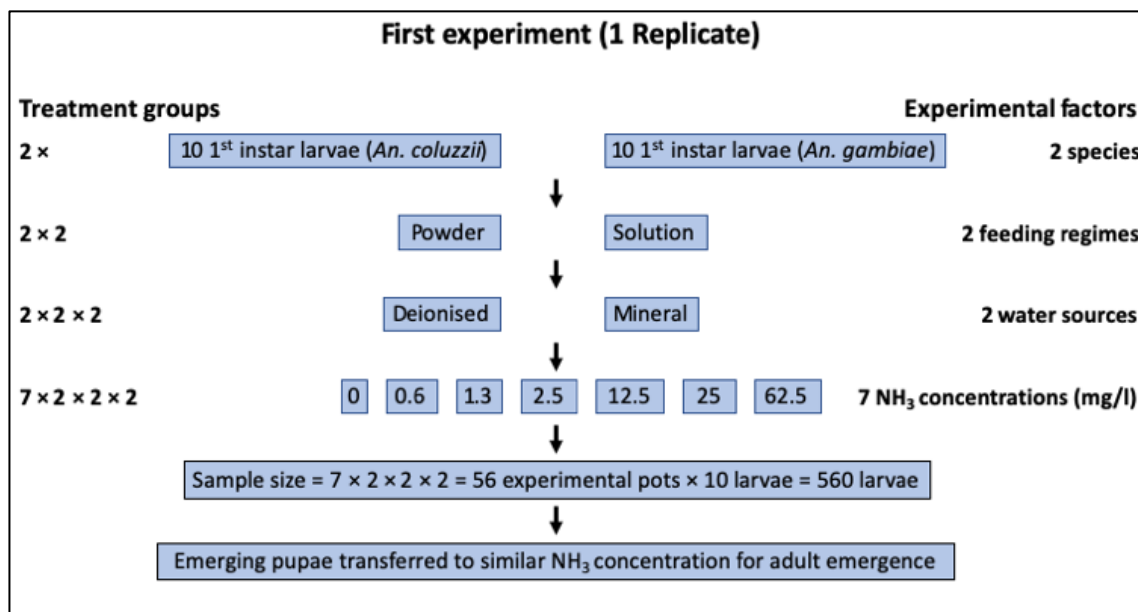 First experiment (1 Replicate)
Treatment groups Experimental factors
2 × 10 1st instar larvae (An. coluzzii) 10 1st instar larvae (An. gambiae) 2 species
2 × 2 Powder Solution 2 feeding regimes
2 × 2 × 2 Deionised Mineral 2 water sources
7 × 2 × 2 × 2 0 0.6 1.3 2.5 12.5 25 62.5 7 NH₃ concentrations (mg/l)
Sample size = 7 × 2 × 2 × 2 = 56 experimental pots × 10 larvae = 560 larvae
Emerging pupae transferred to similar NH₃ concentration for adult emergence